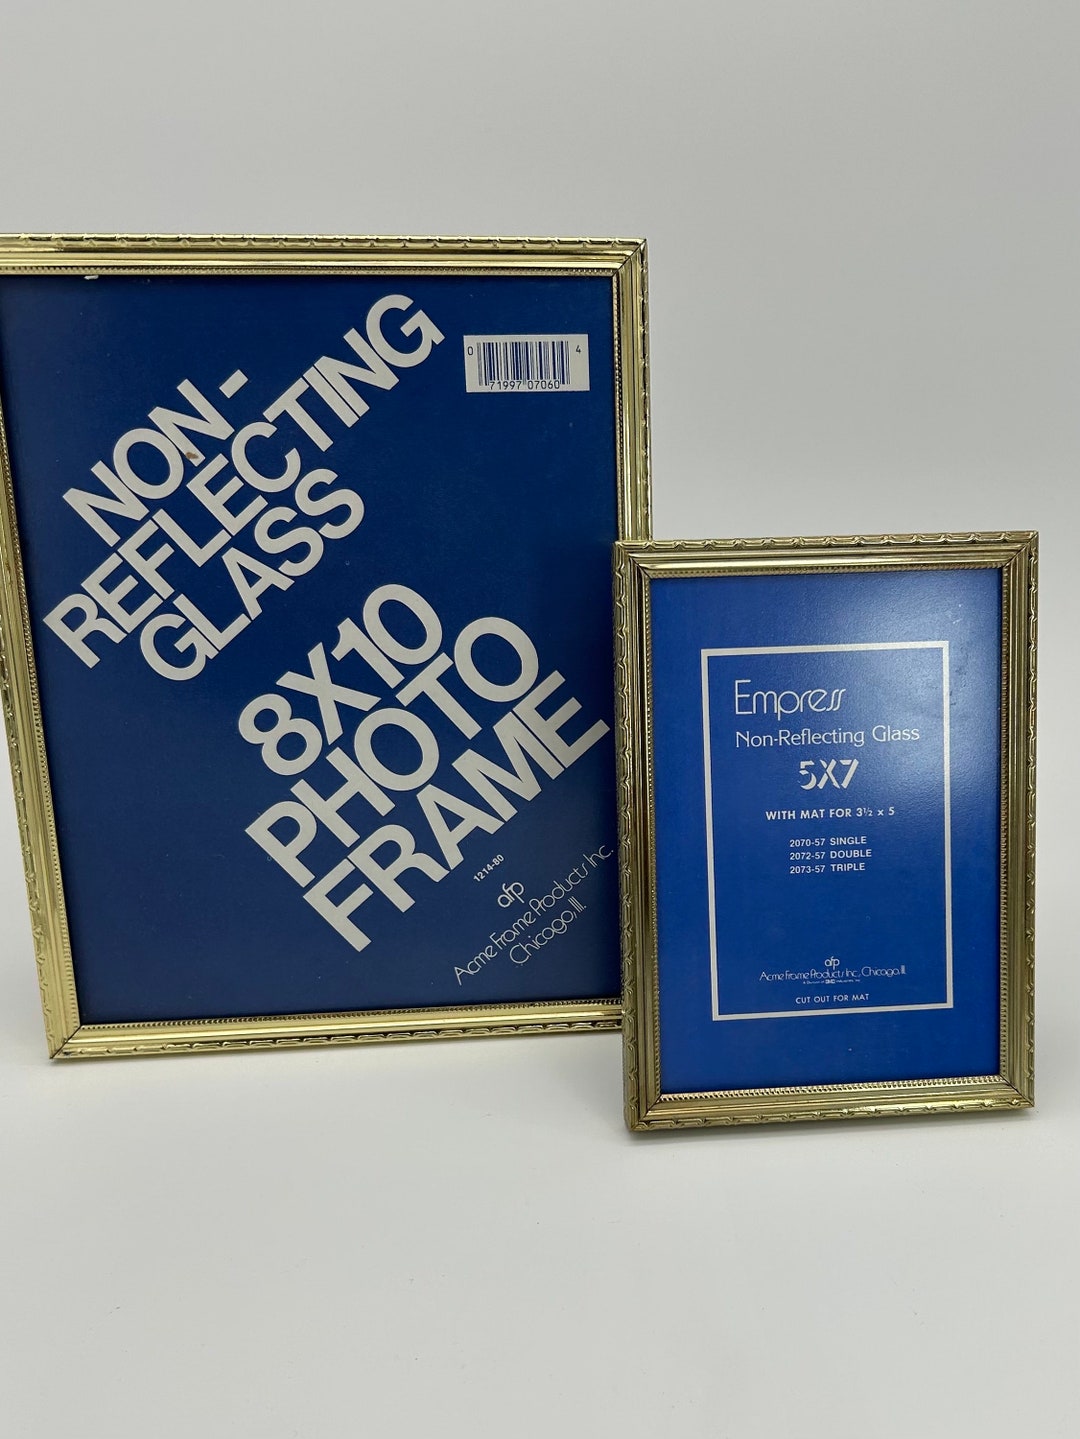 NON-
REFLECTING
GLASS
0 71997 07060 4
8X10
PHOTO
FRAME
1214-80
afp
Acme Frame Products Inc.
Chicago, Ill.
Empress
Non-Reflecting Glass
5X7
WITH MAT FOR 3½ x 5
2070-57 SINGLE
2072-57 DOUBLE
2073-57 TRIPLE
afp
Acme Frame Products Inc., Chicago, Ill.
CUT OUT FOR MAT